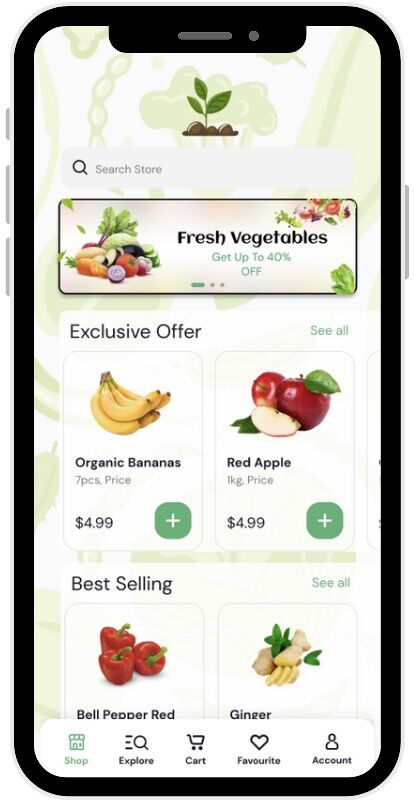 Search Store
Fresh Vegetables
Get Up To 40%
OFF
Exclusive Offer
See all
Organic Bananas
7pcs, Price
$4.99
Red Apple
1kg, Price
$4.99
Best Selling
See all
Bell Pepper Red
Ginger
Shop
Explore
Cart
Favourite
Account